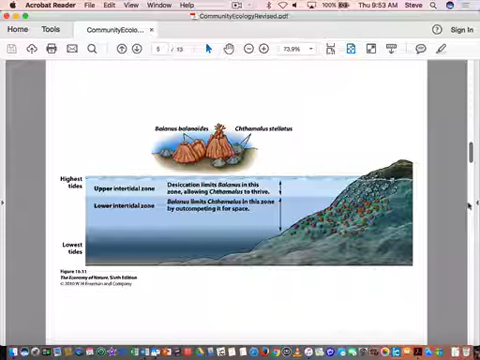 Acrobat Reader File Edit View Window Help 100% Thu 9:53 AM Steve
CommunityEcologyRevised.pdf
Home Tools CommunityEcolo... × Sign In
5 / 13 73.9%
Balanus balanoides Chthamalus stellatus
Highest tides
Upper intertidal zone
Desiccation limits Balanus in this
zone, allowing Chthamalus to thrive.
Lower intertidal zone
Balanus limits Chthamalus in this zone
by outcompeting it for space.
Lowest tides
The Economy of Nature, Sixth Edition
© 2010 W.H. Freeman and Company